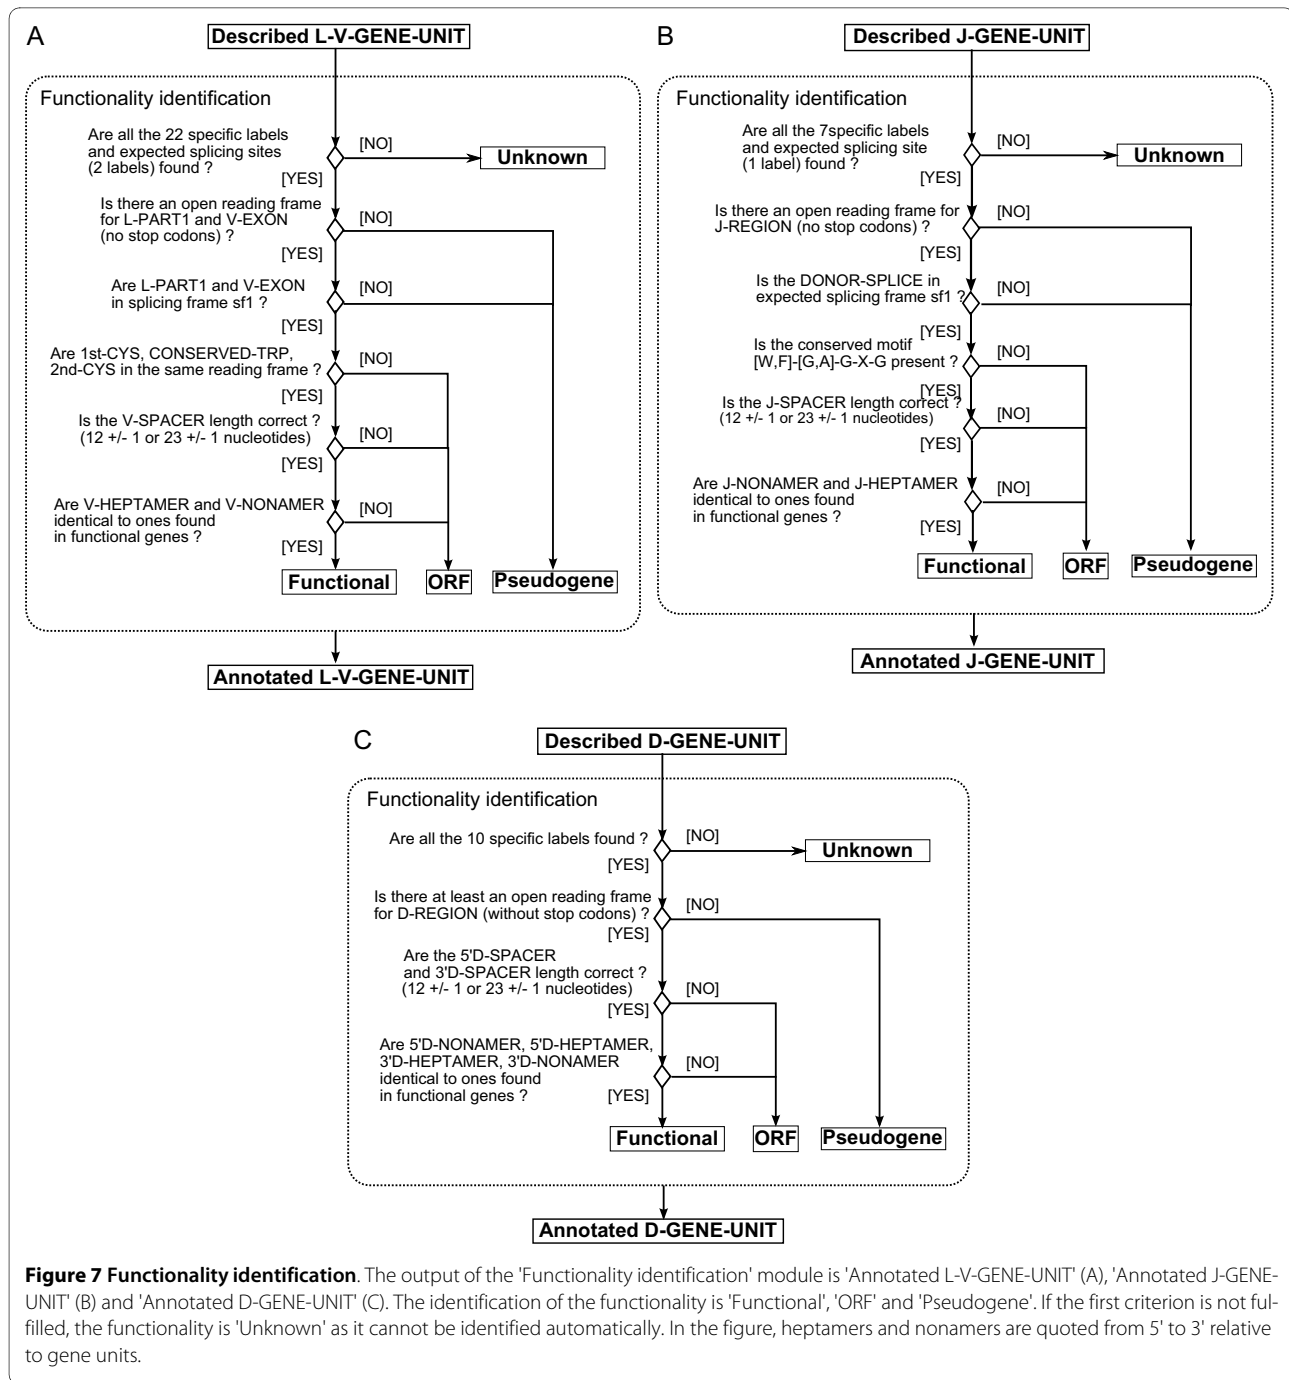 A
Described L-V-GENE-UNIT
Functionality identification
Are all the 22 specific labels
and expected splicing sites
(2 labels) found ?
[NO]
Unknown
[YES]
Is there an open reading frame
for L-PART1 and V-EXON
(no stop codons) ?
[NO]
[YES]
Are L-PART1 and V-EXON
in splicing frame sf1 ?
[NO]
[YES]
Are 1st-CYS, CONSERVED-TRP,
2nd-CYS in the same reading frame ?
[NO]
[YES]
Is the V-SPACER length correct ?
(12 +/- 1 or 23 +/- 1 nucleotides)
[NO]
[YES]
Are V-HEPTAMER and V-NONAMER
identical to ones found
in functional genes ?
[NO]
[YES]
Functional
ORF
Pseudogene
Annotated L-V-GENE-UNIT
B
Described J-GENE-UNIT
Functionality identification
Are all the 7specific labels
and expected splicing site
(1 label) found ?
[NO]
Unknown
[YES]
Is there an open reading frame for
J-REGION (no stop codons) ?
[NO]
[YES]
Is the DONOR-SPLICE in
expected splicing frame sf1 ?
[NO]
[YES]
Is the conserved motif
[W,F]-[G,A]-G-X-G present ?
[NO]
[YES]
Is the J-SPACER length correct ?
(12 +/- 1 or 23 +/- 1 nucleotides)
[NO]
[YES]
Are J-NONAMER and J-HEPTAMER
identical to ones found
in functional genes ?
[NO]
[YES]
Functional
ORF
Pseudogene
Annotated J-GENE-UNIT
C
Described D-GENE-UNIT
Functionality identification
Are all the 10 specific labels found ?
[NO]
Unknown
[YES]
Is there at least an open reading frame
for D-REGION (without stop codons) ?
[NO]
[YES]
Are the 5'D-SPACER
and 3'D-SPACER length correct ?
(12 +/- 1 or 23 +/- 1 nucleotides)
[NO]
[YES]
Are 5'D-NONAMER, 5'D-HEPTAMER,
3'D-HEPTAMER, 3'D-NONAMER
identical to ones found
in functional genes ?
[NO]
[YES]
Functional
ORF
Pseudogene
Annotated D-GENE-UNIT
Figure 7 Functionality identification. The output of the 'Functionality identification' module is 'Annotated L-V-GENE-UNIT' (A), 'Annotated J-GENE-
UNIT' (B) and 'Annotated D-GENE-UNIT' (C). The identification of the functionality is 'Functional', 'ORF' and 'Pseudogene'. If the first criterion is not ful-
filled, the functionality is 'Unknown' as it cannot be identified automatically. In the figure, heptamers and nonamers are quoted from 5' to 3' relative
to gene units.